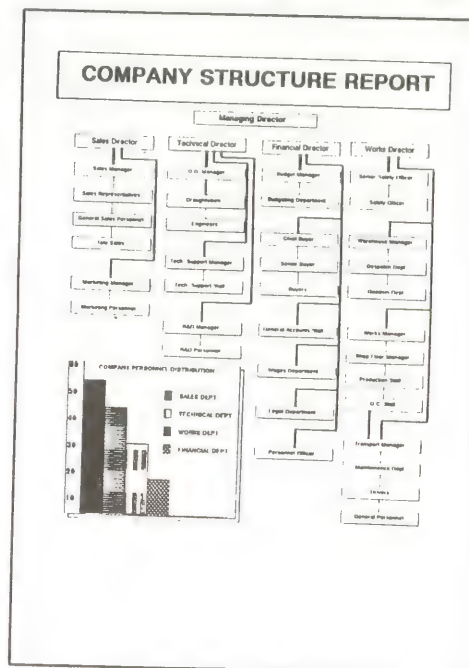 COMPANY STRUCTURE REPORT
Managing Director
Sales Director
Sales Manager
Sales Representatives
General Sales Personnel
Tele Sales
Marketing Manager
Marketing Personnel
Technical Director
D.O. Manager
Draughtsmen
Engineers
Tech. Support Manager
Tech. Support Staff
R&D Manager
R&D Personnel
Financial Director
Budget Manager
Budgeting Department
Chief Buyer
Senior Buyer
Buyers
General Accounts Staff
Wages Department
Legal Department
Personnel Officer
Works Director
Senior Safety Officer
Safety Officer
Warehouse Manager
Despatch Dept
Works Manager
Shop Floor Manager
Production Staff
Q.C. Staff
Transport Manager
Maintenance Dept
Drivers
General Personnel
COMPANY PERSONNEL DISTRIBUTION
SALES DEPT
TECHNICAL DEPT
WORKS DEPT
FINANCIAL DEPT
50
40
30
20
10